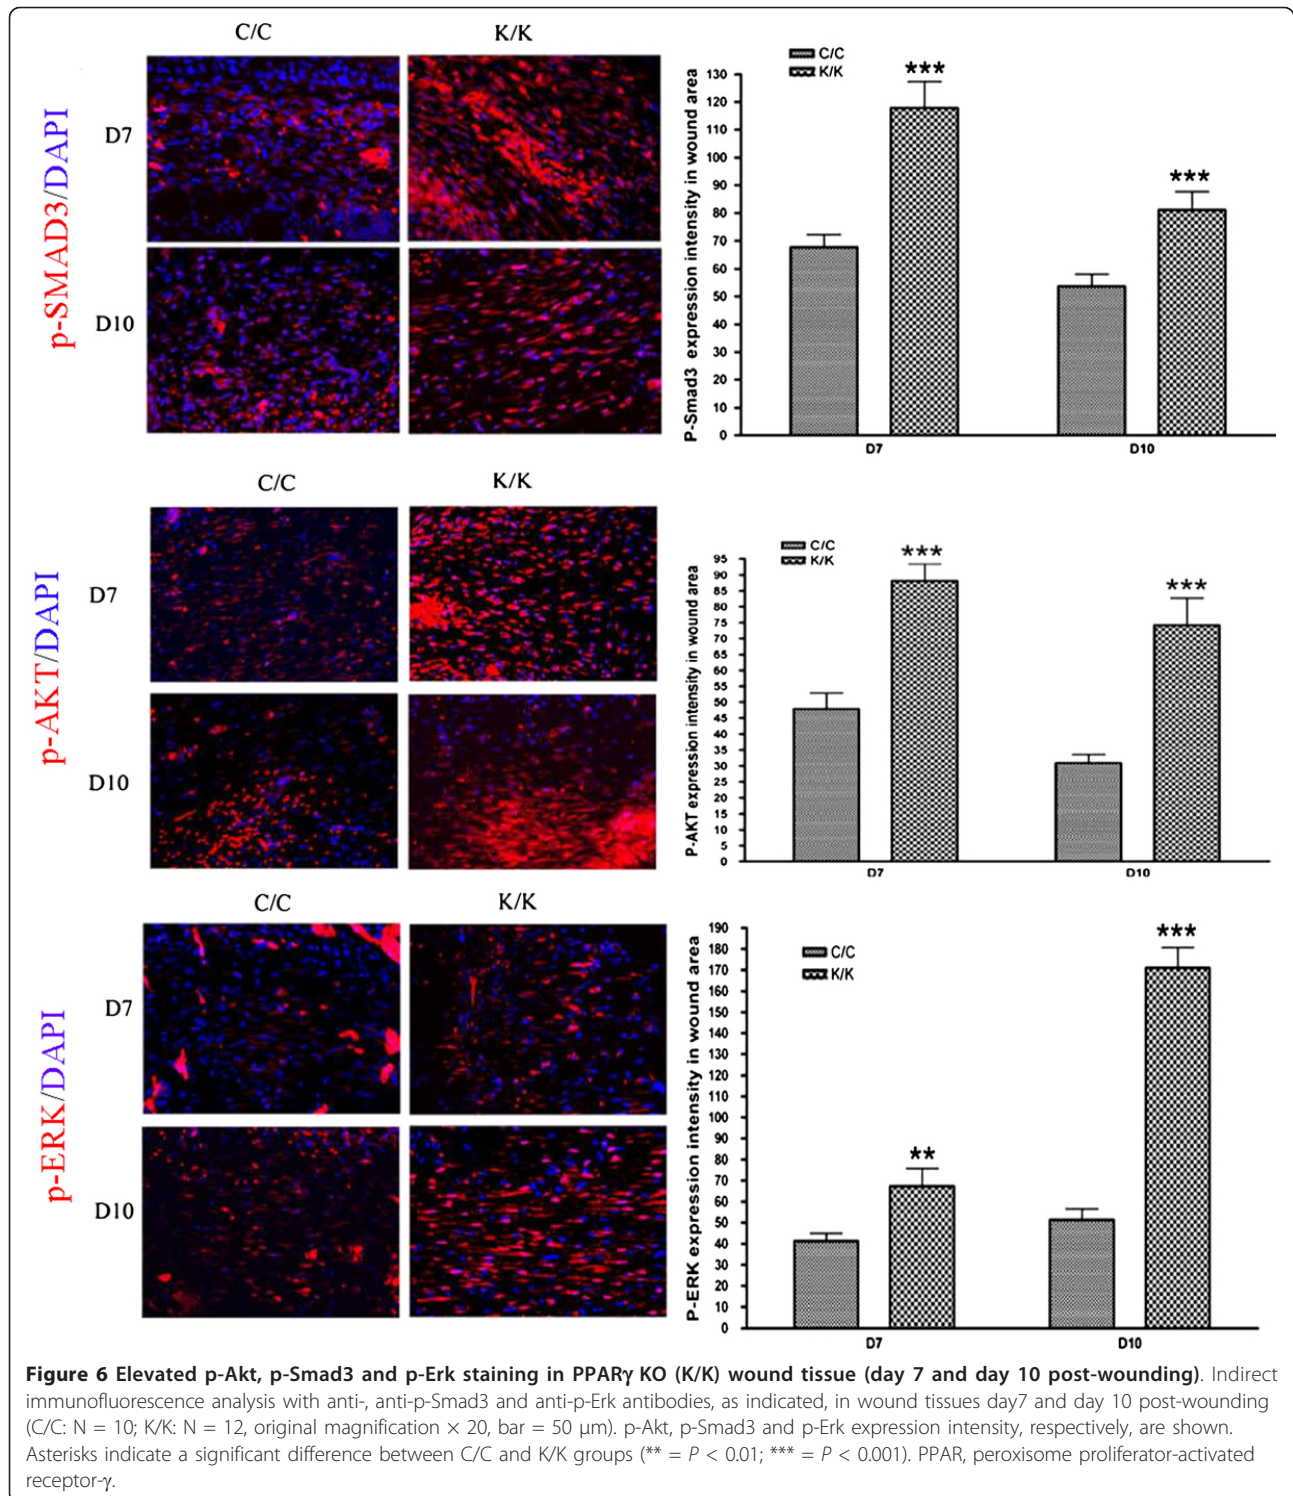 C/C K/K
p-SMAD3/DAPI
D7
D10
C/C
K/K
***
***
P-Smad3 expression intensity in wound area
130
120
110
100
90
80
70
60
50
40
30
20
10
0
D7 D10
C/C K/K
p-AKT/DAPI
D7
D10
C/C
K/K
***
***
P-AKT expression intensity in wound area
95
90
85
80
75
70
65
60
55
50
45
40
35
30
25
20
15
10
5
0
D7 D10
C/C K/K
p-ERK/DAPI
D7
D10
C/C
K/K
**
***
P-ERK expression intensity in wound area
190
180
170
160
150
140
130
120
110
100
90
80
70
60
50
40
30
20
10
0
D7 D10
Figure 6 Elevated p-Akt, p-Smad3 and p-Erk staining in PPARγ KO (K/K) wound tissue (day 7 and day 10 post-wounding). Indirect
immunofluorescence analysis with anti-, anti-p-Smad3 and anti-p-Erk antibodies, as indicated, in wound tissues day7 and day 10 post-wounding
(C/C: N = 10; K/K: N = 12, original magnification × 20, bar = 50 μm). p-Akt, p-Smad3 and p-Erk expression intensity, respectively, are shown.
Asterisks indicate a significant difference between C/C and K/K groups (** = P < 0.01; *** = P < 0.001). PPAR, peroxisome proliferator-activated
receptor-γ.